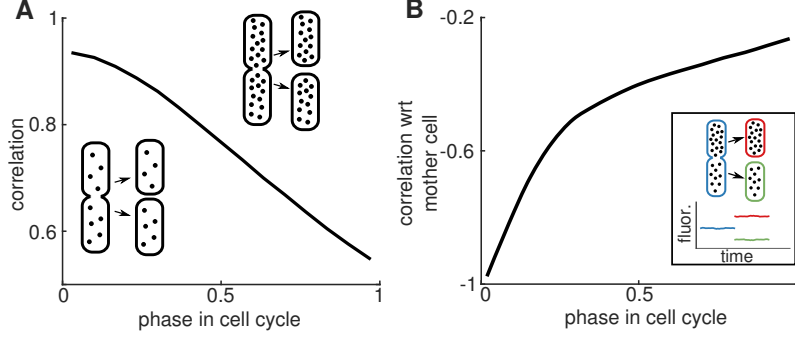 A
1
0.8
0.6
correlation
0
0.5
1
phase in cell cycle
B
-0.2
-0.6
-1
correlation wrt
mother cell
0
0.5
phase in cell cycle
fluor.
time